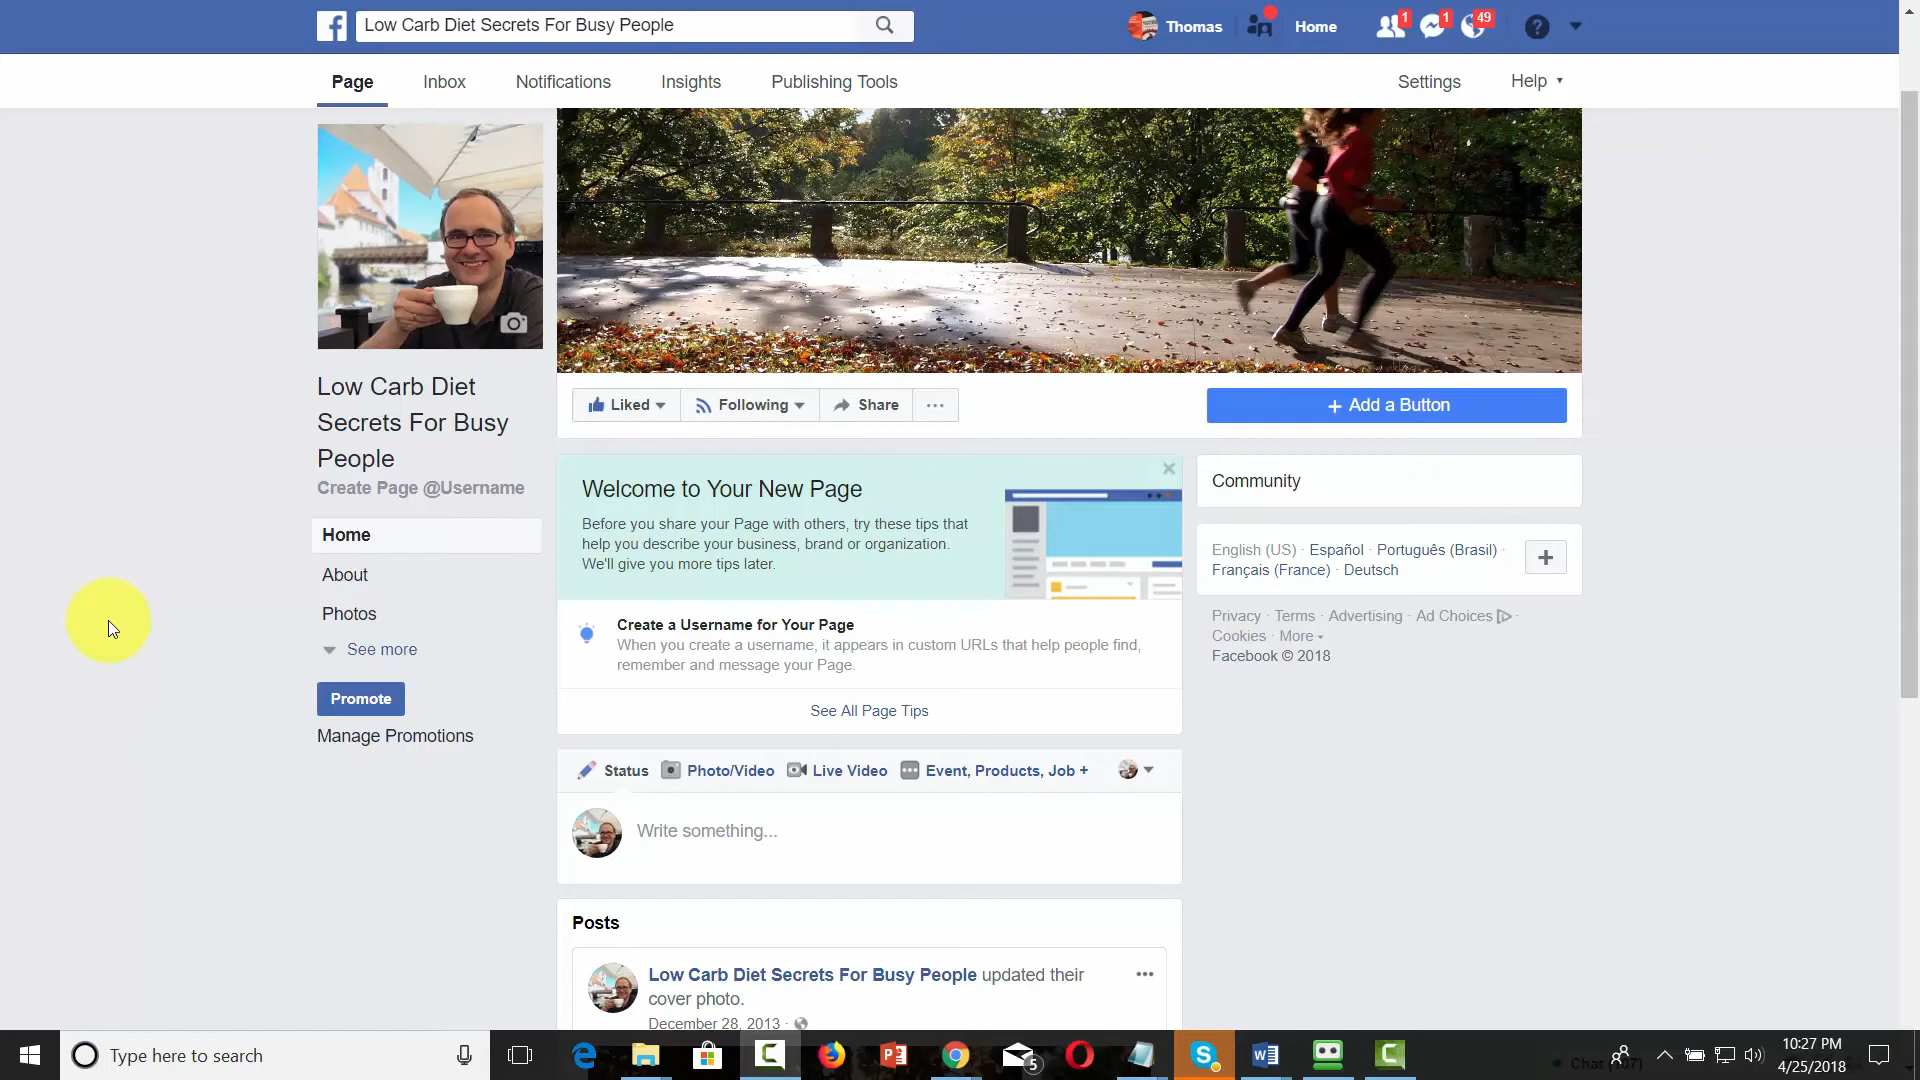 Low Carb Diet Secrets For Busy People
Thomas
Home
1
1
49
Page
Inbox
Notifications
Insights
Publishing Tools
Settings
Help
Low Carb Diet
Secrets For Busy
People
Create Page @Username
Home
About
Photos
See more
Promote
Manage Promotions
Liked
Following
Share
+ Add a Button
Welcome to Your New Page
Before you share your Page with others, try these tips that
help you describe your business, brand or organization.
We'll give you more tips later.
Create a Username for Your Page
When you create a username, it appears in custom URLs that help people find,
remember and message your Page.
See All Page Tips
Status
Photo/Video
Live Video
Event, Products, Job +
Write something...
Posts
Low Carb Diet Secrets For Busy People updated their
cover photo.
December 28, 2013 ·
Community
English (US) · Español · Português (Brasil) ·
Français (France) · Deutsch
Privacy · Terms · Advertising · Ad Choices ·
Cookies · More
Facebook © 2018
Type here to search
5
10:27 PM
4/25/2018